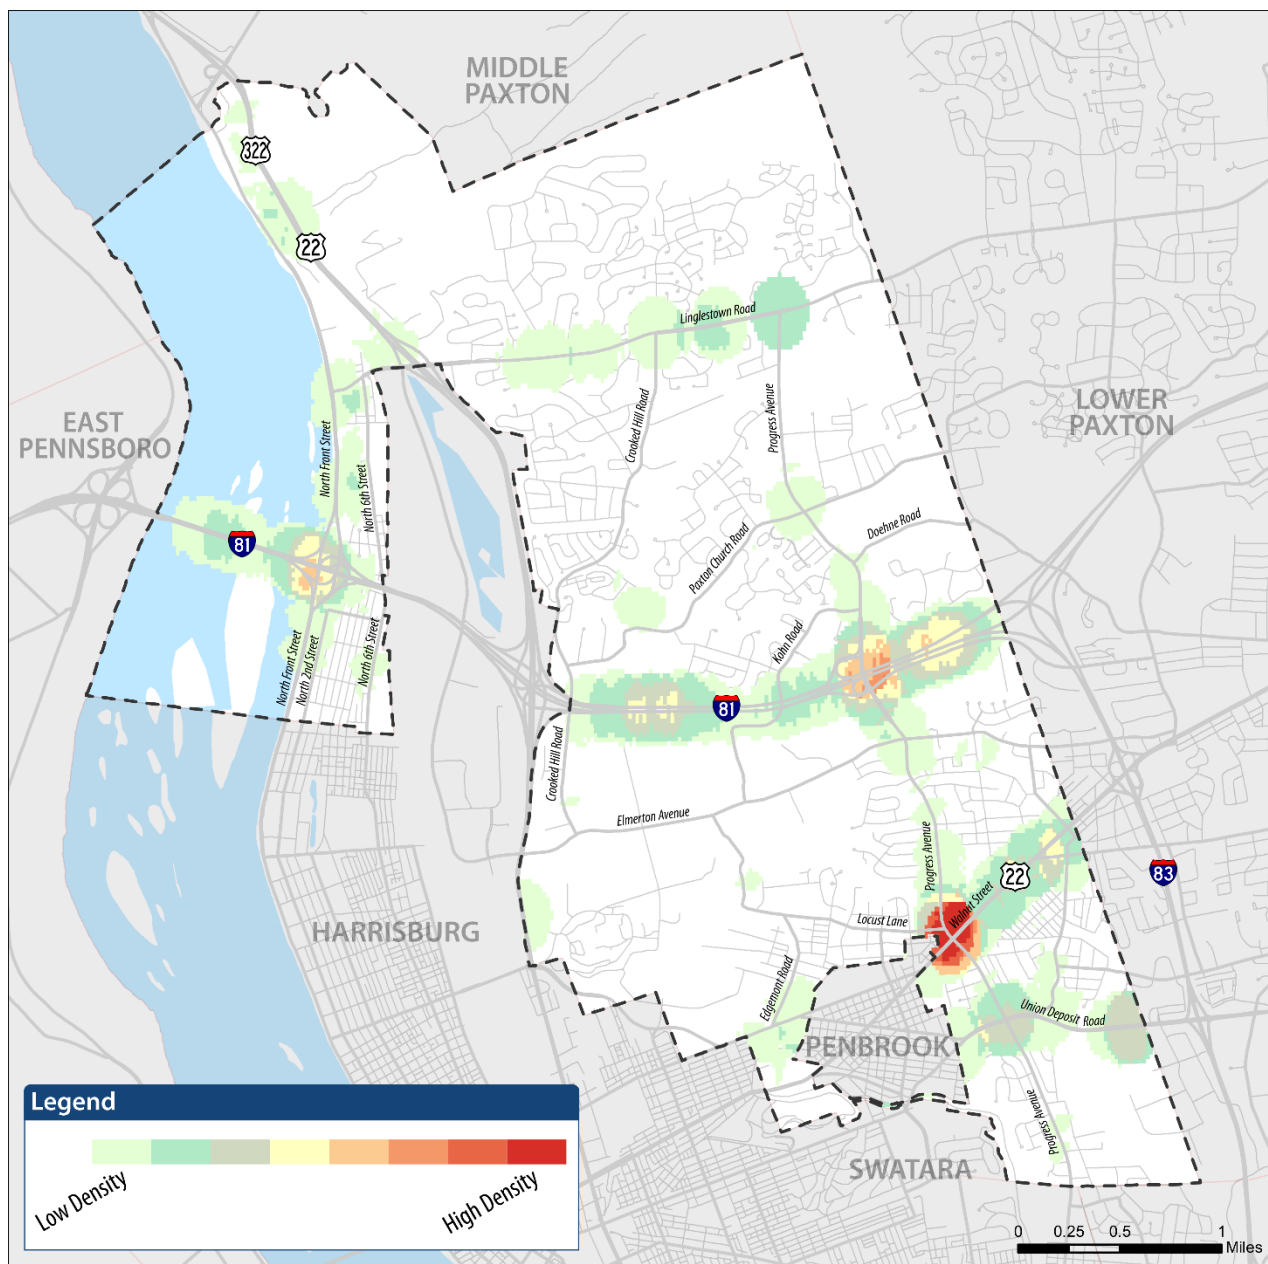 MIDDLE
PAXTON
322
22
Linglestown Road
LOWER
PAXTON
EAST
PENNSBORO
Crooked Hill Road
Progress Avenue
North Front Street
North 6th Street
Doehne Road
81
Paxton Church Road
Kohn Road
North Front Street
North 2nd Street
North 6th Street
81
Crooked Hill Road
Elmerton Avenue
Progress Avenue
22
83
Walnut Street
Locust Lane
HARRISBURG
Edgemont Road
Union Deposit Road
PENBROOK
Progress Avenue
SWATARA
Legend
Low Density
High Density
0 0.25 0.5 1
Miles